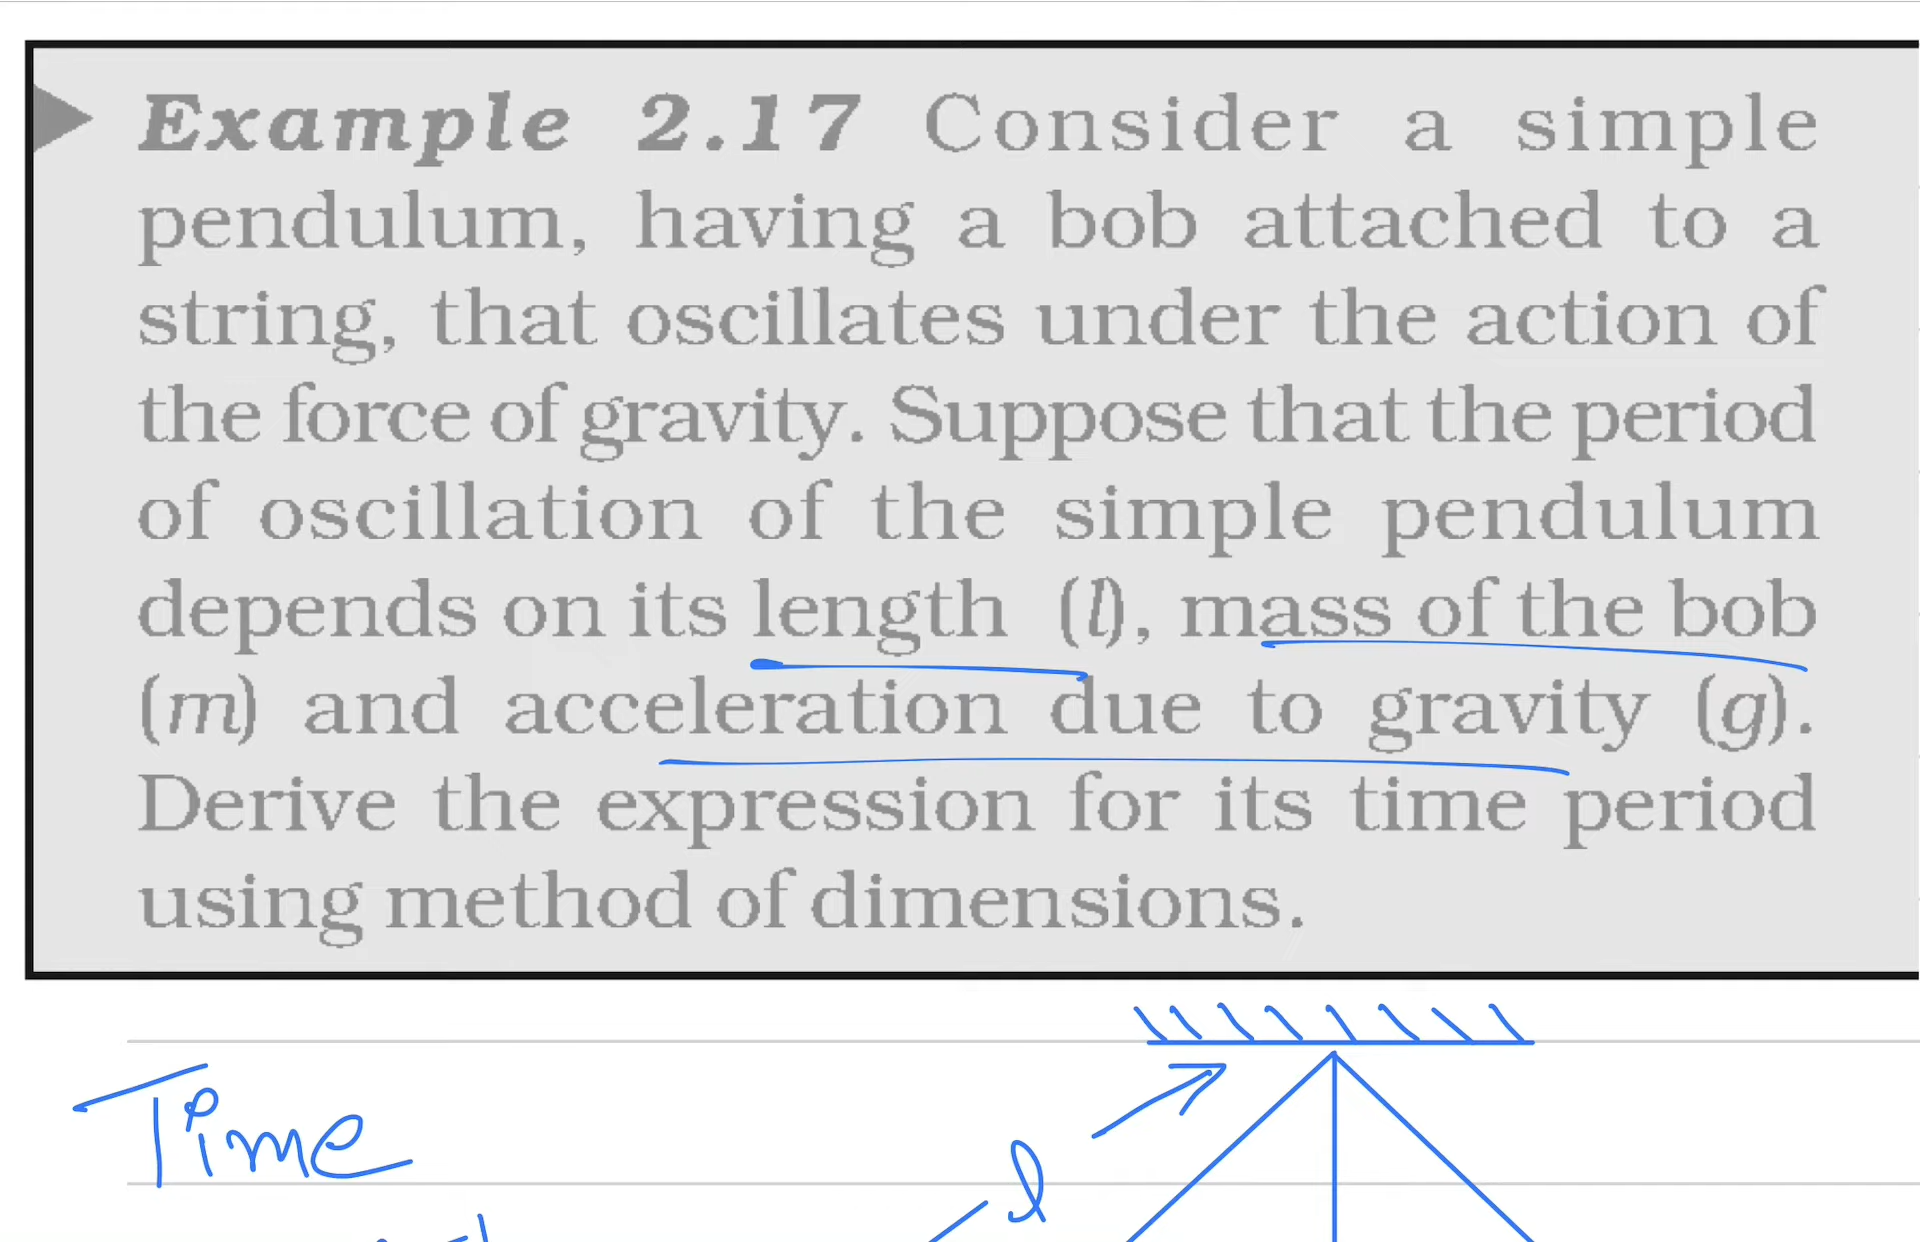 Example 2.17 Consider a simple
pendulum, having a bob attached to a
string, that oscillates under the action of
the force of gravity. Suppose that the period
of oscillation of the simple pendulum
depends on its length (l), mass of the bob
(m) and acceleration due to gravity (g).
Derive the expression for its time period
using method of dimensions.
Time
l